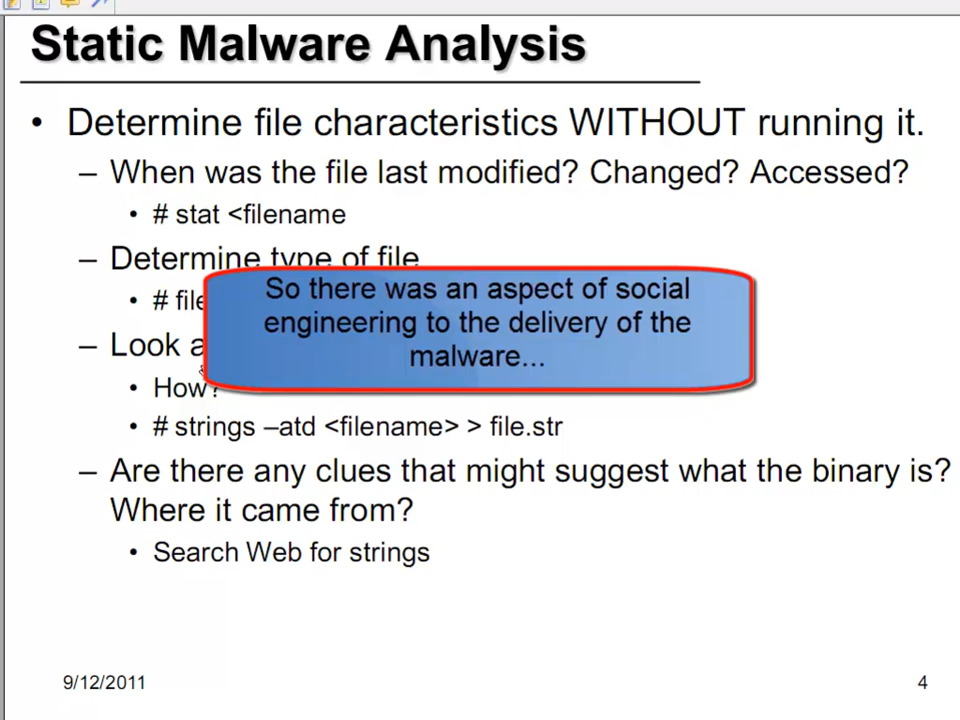 Static Malware Analysis
• Determine file characteristics WITHOUT running it.
– When was the file last modified? Changed? Accessed?
• # stat <filename
– Determine type of file
• # file
So there was an aspect of social
engineering to the delivery of the
malware...
– Look
• How?
• # strings –atd <filename> > file.str
– Are there any clues that might suggest what the binary is?
Where it came from?
• Search Web for strings
9/12/2011
4